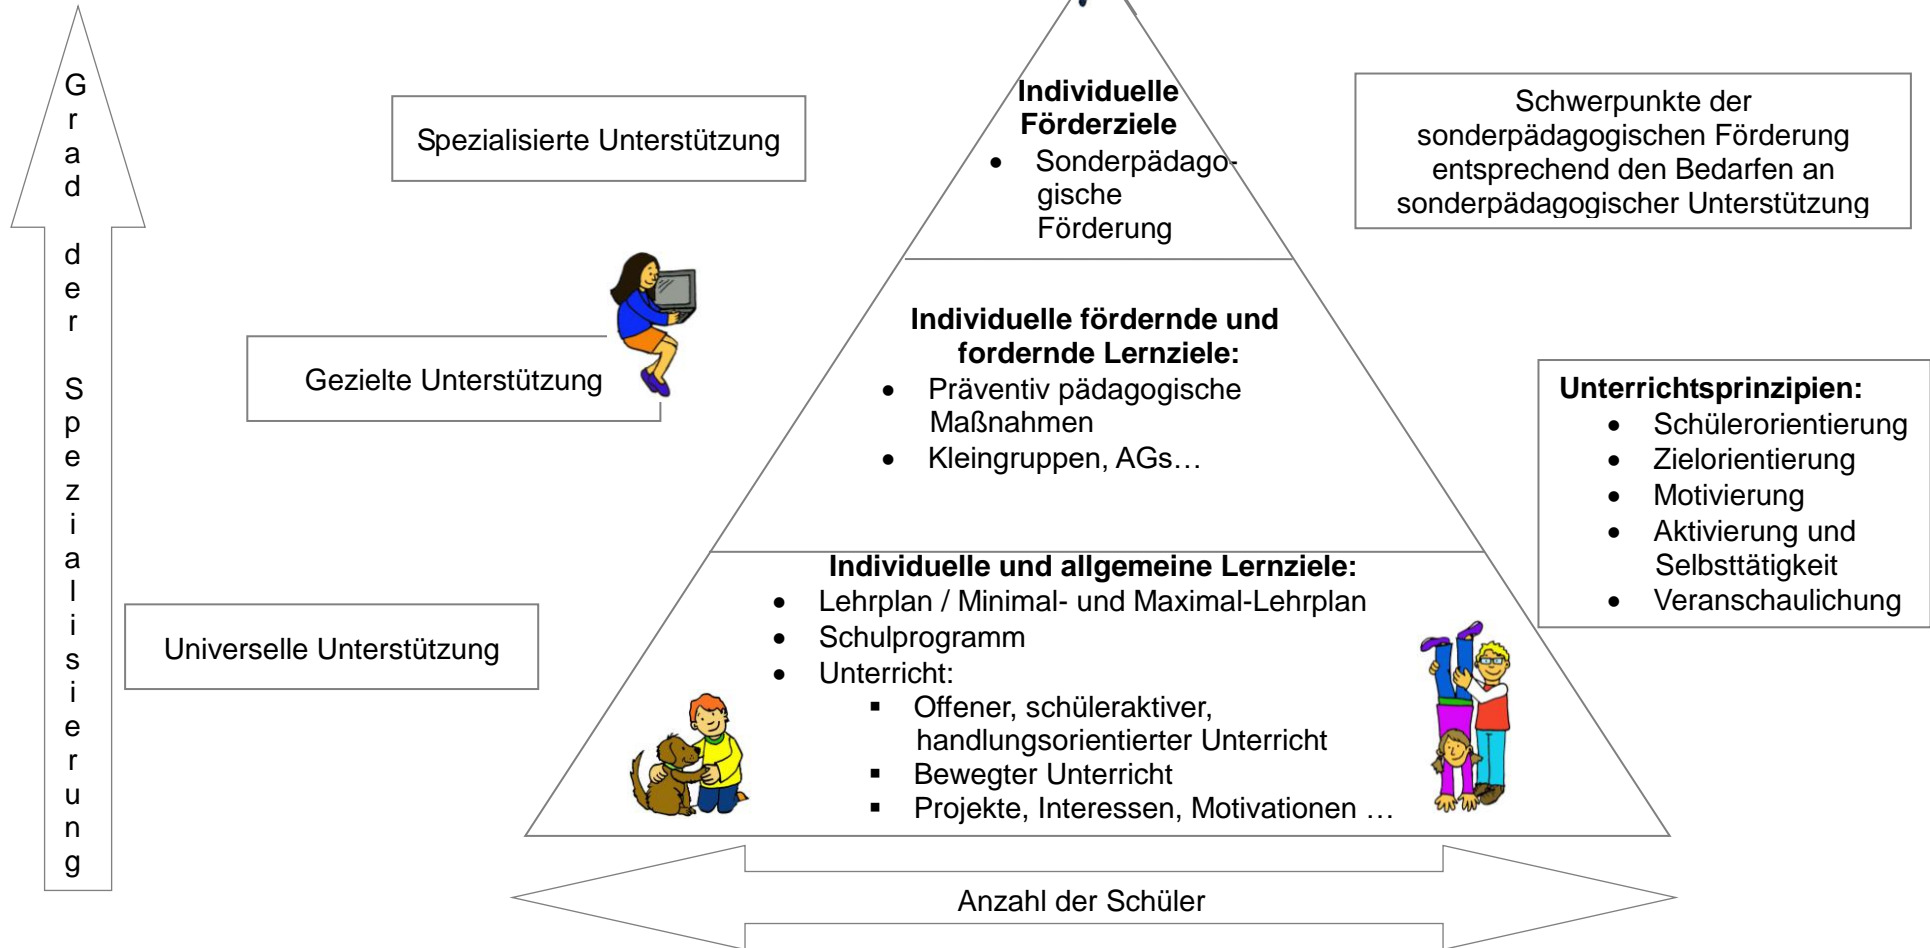 Grad der Spezialisierung
Spezialisierte Unterstützung
Gezielte Unterstützung
Universelle Unterstützung
Individuelle
Förderziele
• Sonderpädago-
gische
Förderung
Individuelle fördernde und
fordernde Lernziele:
• Präventiv pädagogische
Maßnahmen
• Kleingruppen, AGs…
Individuelle und allgemeine Lernziele:
• Lehrplan / Minimal- und Maximal-Lehrplan
• Schulprogramm
• Unterricht:
▪ Offener, schüleraktiver,
handlungsorientierter Unterricht
▪ Bewegter Unterricht
▪ Projekte, Interessen, Motivationen …
Schwerpunkte der
sonderpädagogischen Förderung
entsprechend den Bedarfen an
sonderpädagogischer Unterstützung
Unterrichtsprinzipien:
• Schülerorientierung
• Zielorientierung
• Motivierung
• Aktivierung und
Selbsttätigkeit
• Veranschaulichung
Anzahl der Schüler